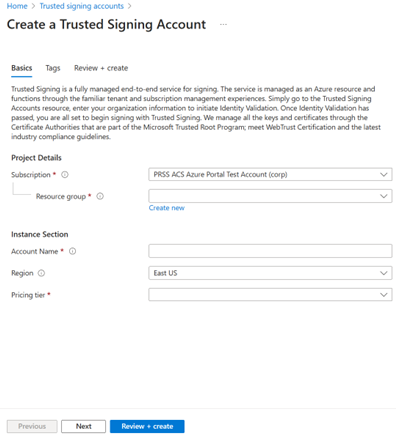 Home > Trusted signing accounts >
Create a Trusted Signing Account ...
Basics Tags Review + create
Trusted Signing is a fully managed end-to-end service for signing. The service is managed as an Azure resource and
functions through the familiar tenant and subscription management experiences. Simply go to the Trusted Signing
Accounts resource, enter your organization information to initiate Identity Validation. Once Identity Validation has
passed, you are all set to begin signing with Trusted Signing. We manage all the keys and certificates through the
Certificate Authorities that are part of the Microsoft Trusted Root Program; meet WebTrust Certification and the latest
industry compliance guidelines.
Project Details
Subscription * PRSS ACS Azure Portal Test Account (corp)
Resource group *
Create new
Instance Section
Account Name *
Region East US
Pricing tier *
Previous Next Review + create